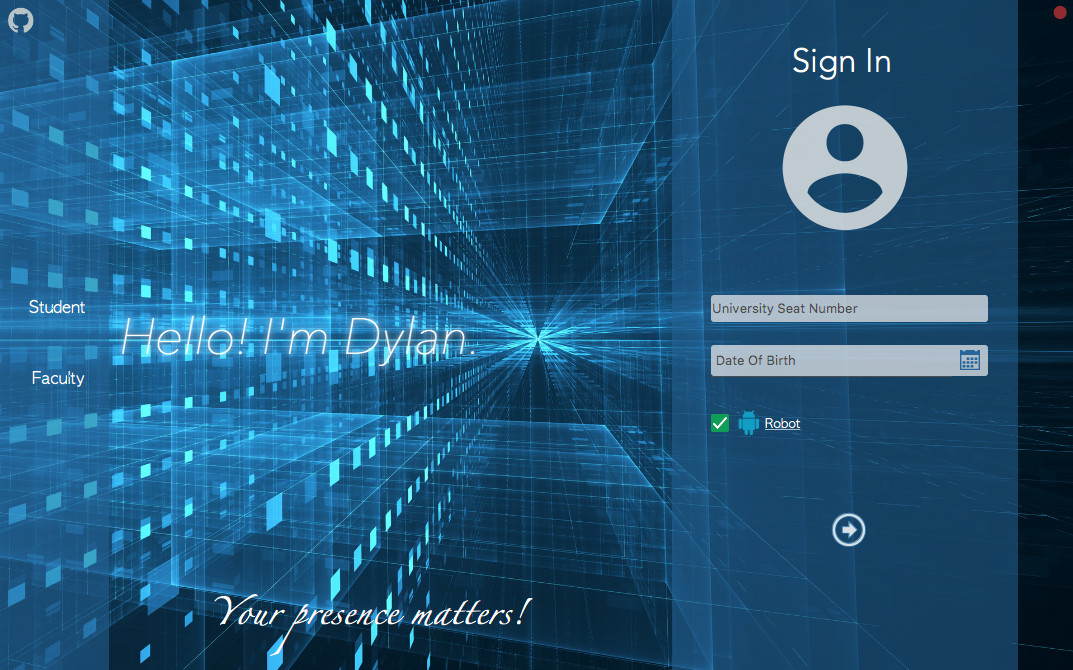 Sign In
Student
Faculty
Hello! I'm Dylan.
University Seat Number
Date Of Birth
Robot
Your presence matters!